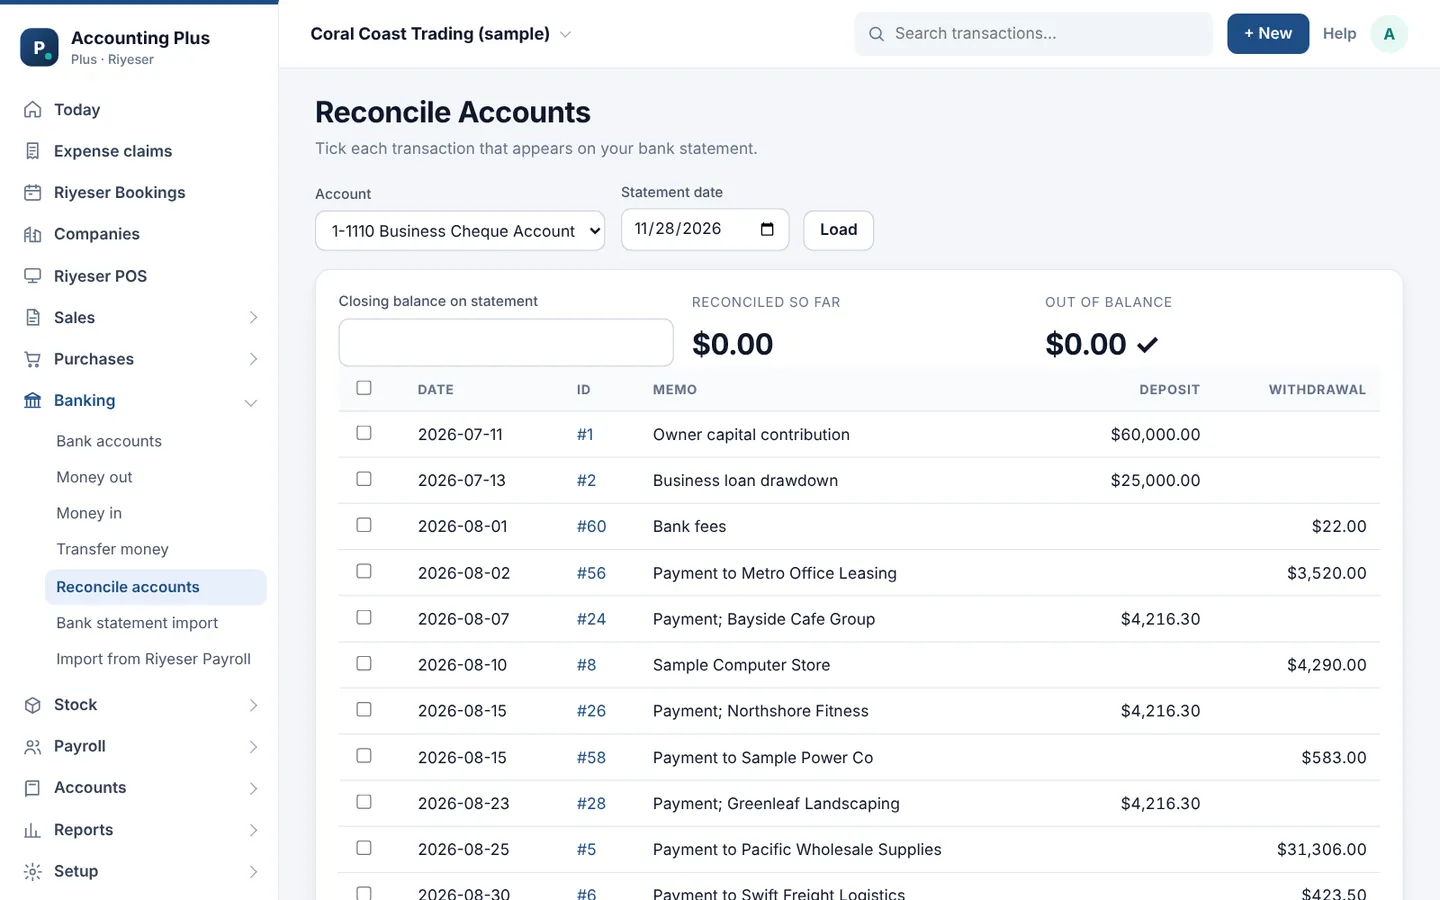 P.
Accounting Plus
Plus · Riyeser
Coral Coast Trading (sample)
Search transactions...
+ New
Help
A
Today
Expense claims
Riyeser Bookings
Companies
Riyeser POS
Sales
Purchases
Banking
Bank accounts
Money out
Money in
Transfer money
Reconcile accounts
Bank statement import
Import from Riyeser Payroll
Stock
Payroll
Accounts
Reports
Setup
Reconcile Accounts
Tick each transaction that appears on your bank statement.
Account
Statement date
1-1110 Business Cheque Account
11/28/2026
Load
Closing balance on statement
RECONCILED SO FAR
OUT OF BALANCE
$0.00
$0.00 ✓
DATE ID MEMO DEPOSIT WITHDRAWAL
2026-07-11 #1 Owner capital contribution $60,000.00
2026-07-13 #2 Business loan drawdown $25,000.00
2026-08-01 #60 Bank fees $22.00
2026-08-02 #56 Payment to Metro Office Leasing $3,520.00
2026-08-07 #24 Payment; Bayside Cafe Group $4,216.30
2026-08-10 #8 Sample Computer Store $4,290.00
2026-08-15 #26 Payment; Northshore Fitness $4,216.30
2026-08-15 #58 Payment to Sample Power Co $583.00
2026-08-23 #28 Payment; Greenleaf Landscaping $4,216.30
2026-08-25 #5 Payment to Pacific Wholesale Supplies $31,306.00
2026-08-30 #6 Payment to Swift Freight Logistics $423.50